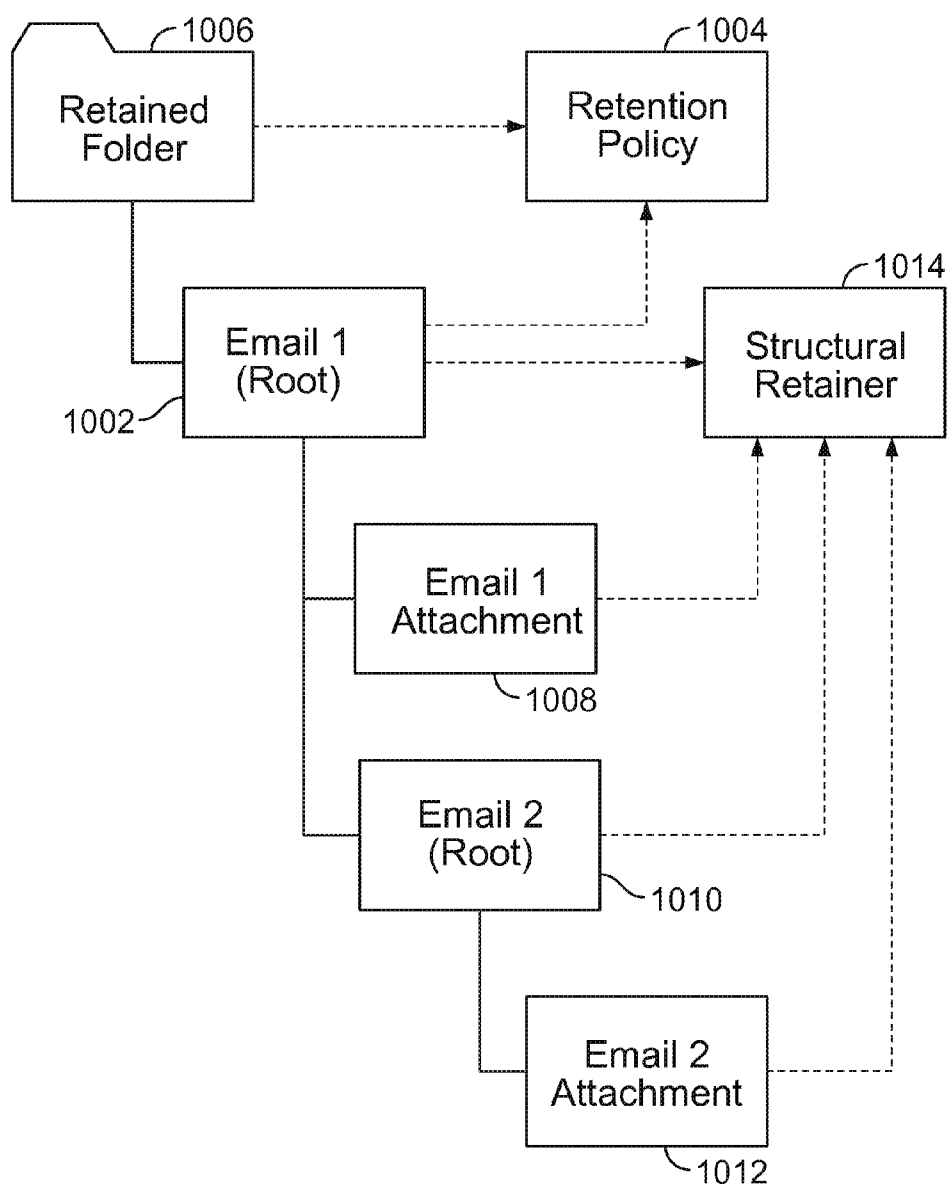 1006
Retained
Folder
1004
Retention
Policy
1014
Structural
Retainer
Email 1
(Root)
1002
Email 1
Attachment
1008
Email 2
(Root)
1010
Email 2
Attachment
1012